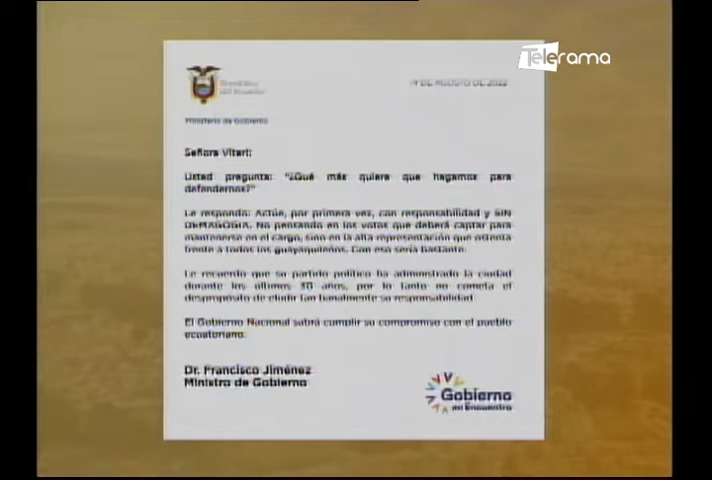 Telerama
República
del Ecuador
14 DE AGOSTO DE 2022
Ministerio de Gobierno
Señora Viteri:
Usted pregunta: "¿Qué más quiere que hagamos para
defendernos?"
Le respondo: Actúe, por primera vez, con responsabilidad y SIN
DEMAGOGIA. No pensando en los votos que deberá captar para
mantenerse en el cargo, sino en la alta representación que ostenta
frente a todos los guayaquileños. Con eso sería bastante.
Le recuerdo que su partido político ha administrado la ciudad
durante los últimos 30 años, por lo tanto no cometa el
despropósito de eludir tan banalmente su responsabilidad.
El Gobierno Nacional sabrá cumplir su compromiso con el pueblo
ecuatoriano.
Dr. Francisco Jiménez
Ministro de Gobierno
Gobierno
del Encuentro